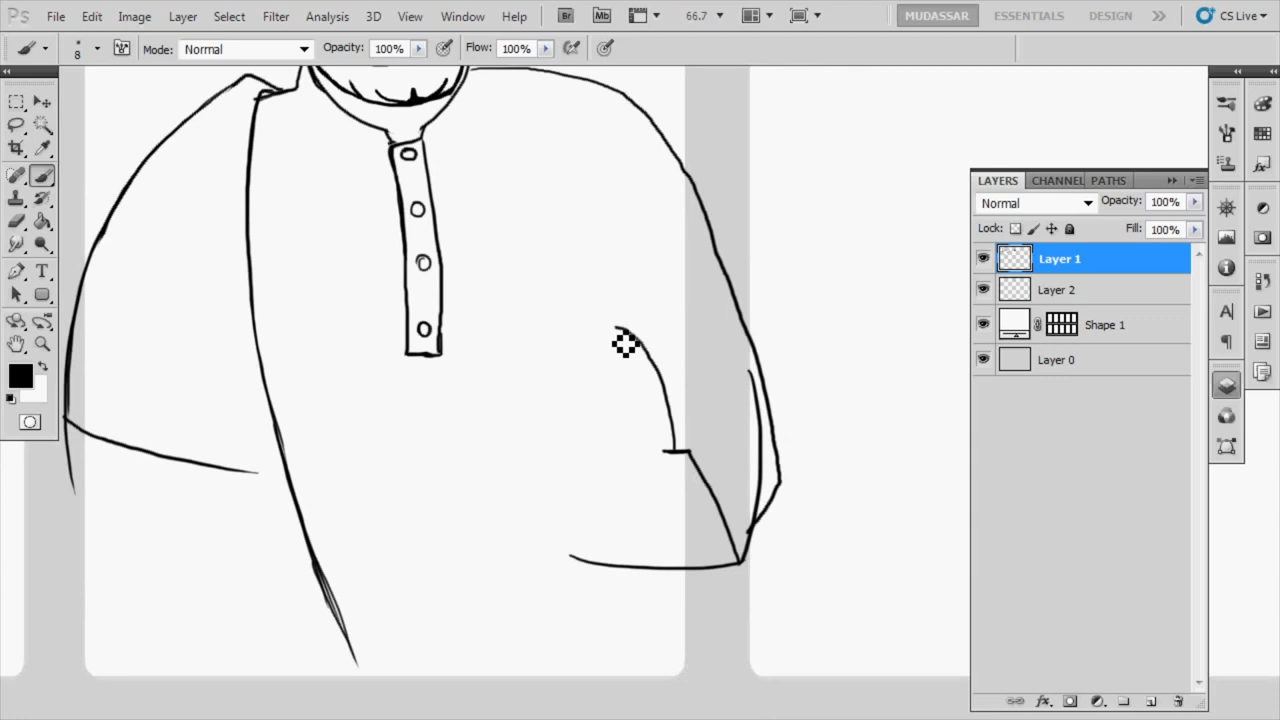 Ps File Edit Image Layer Select Filter Analysis 3D View Window Help Br Mb 66.7 MUDASSAR ESSENTIALS DESIGN CS Live
8 Mode: Normal Opacity: 100% Flow: 100%
LAYERS CHANNEL PATHS
Normal Opacity: 100%
Lock: Fill: 100%
Layer 1
Layer 2
Shape 1
Layer 0